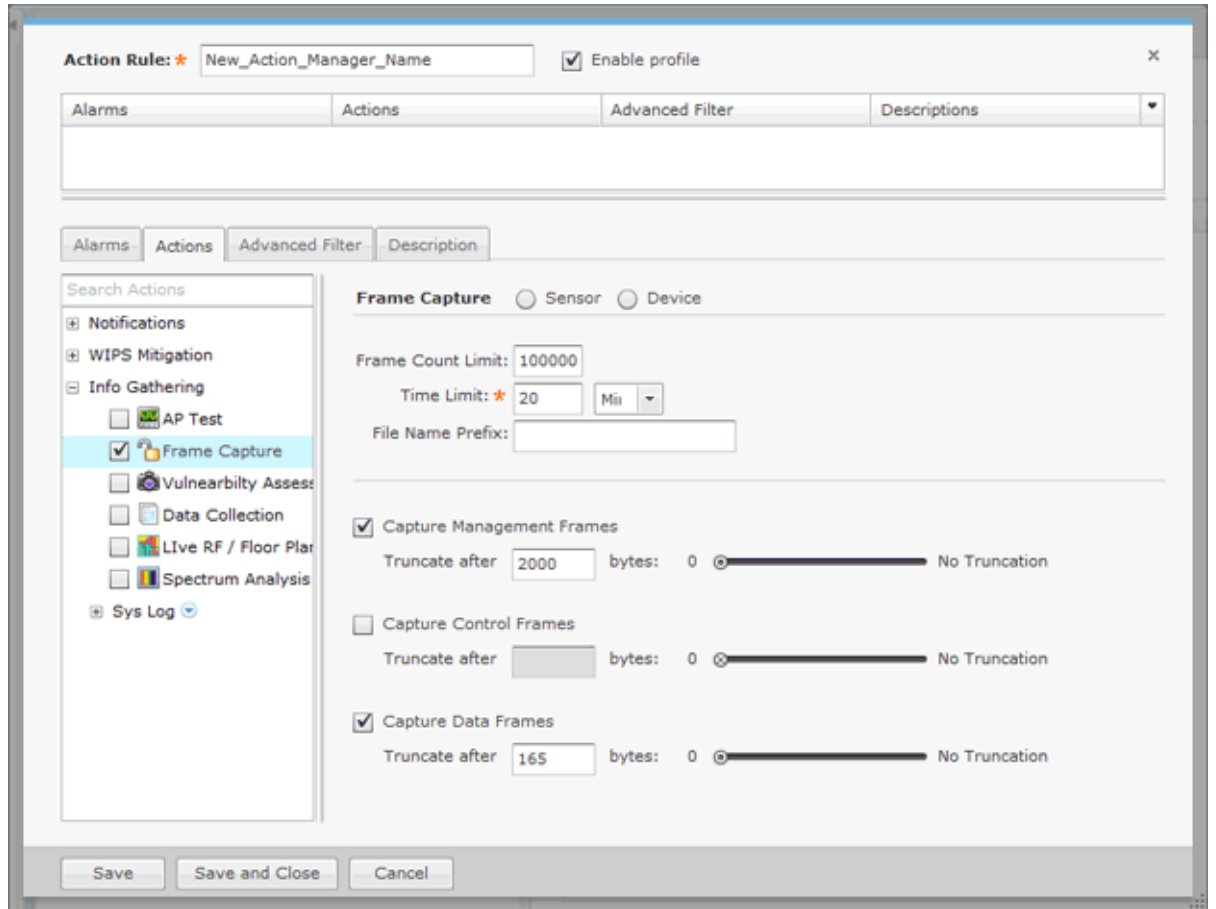 Action Rule: * New_Action_Manager_Name Enable profile
Alarms Actions Advanced Filter Descriptions
Alarms Actions Advanced Filter Description
Search Actions
Notifications
WIPS Mitigation
Info Gathering
AP Test
Frame Capture
Vulnearbilty Assess
Data Collection
LIve RF / Floor Plan
Spectrum Analysis
Sys Log
Frame Capture Sensor Device
Frame Count Limit: 100000
Time Limit: * 20 Min
File Name Prefix:
Capture Management Frames
Truncate after 2000 bytes: 0 No Truncation
Capture Control Frames
Truncate after bytes: 0 No Truncation
Capture Data Frames
Truncate after 165 bytes: 0 No Truncation
Save Save and Close Cancel